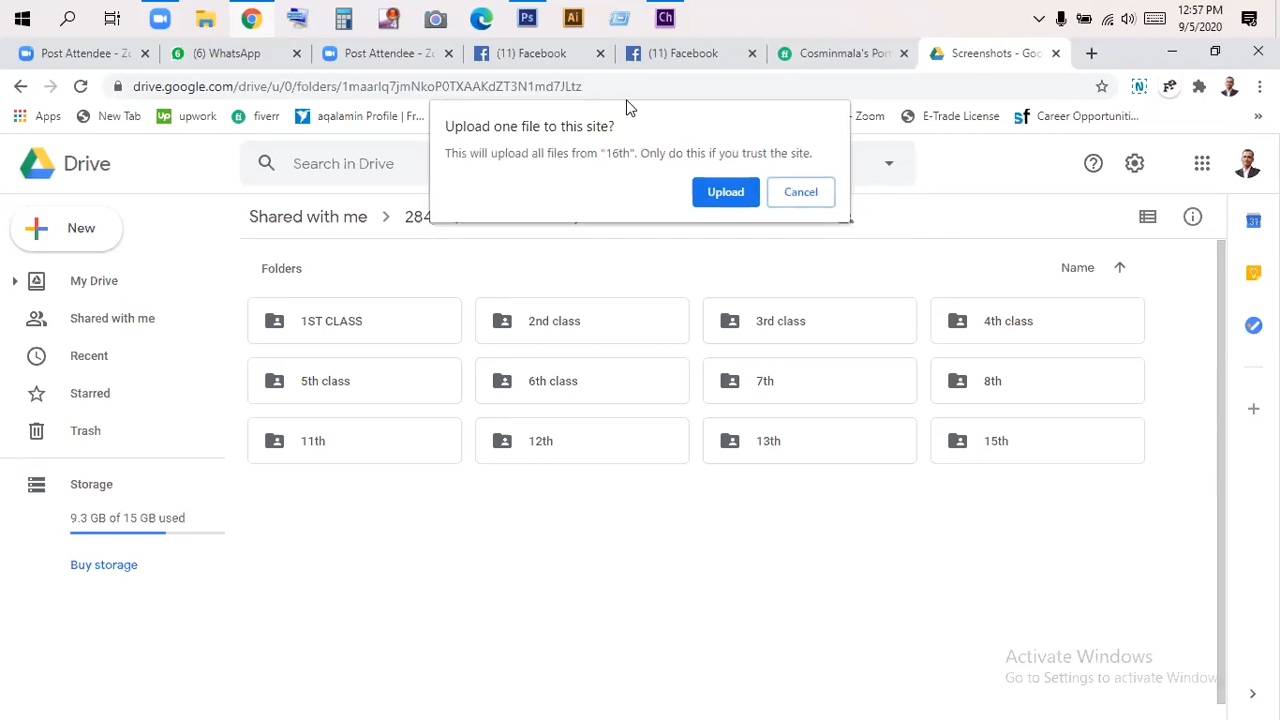 12:57 PM
9/5/2020
Post Attendee - Zo
(6) WhatsApp
Post Attendee - Zo
(11) Facebook
(11) Facebook
Cosminmala's Port
Screenshots - Goo
drive.google.com/drive/u/0/folders/1maarIq7jmNkoP0TXAAKdZT3N1md7JLtz
Apps
New Tab
upwork
fiverr
aqalamin Profile | Fr...
Zoom
E-Trade License
Career Opportuniti...
Upload one file to this site?
This will upload all files from "16th". Only do this if you trust the site.
Upload
Cancel
Drive
Search in Drive
New
Shared with me
284
Folders
Name
My Drive
Shared with me
Recent
Starred
Trash
Storage
9.3 GB of 15 GB used
Buy storage
1ST CLASS
2nd class
3rd class
4th class
5th class
6th class
7th
8th
11th
12th
13th
15th
Activate Windows
Go to Settings to activate Window